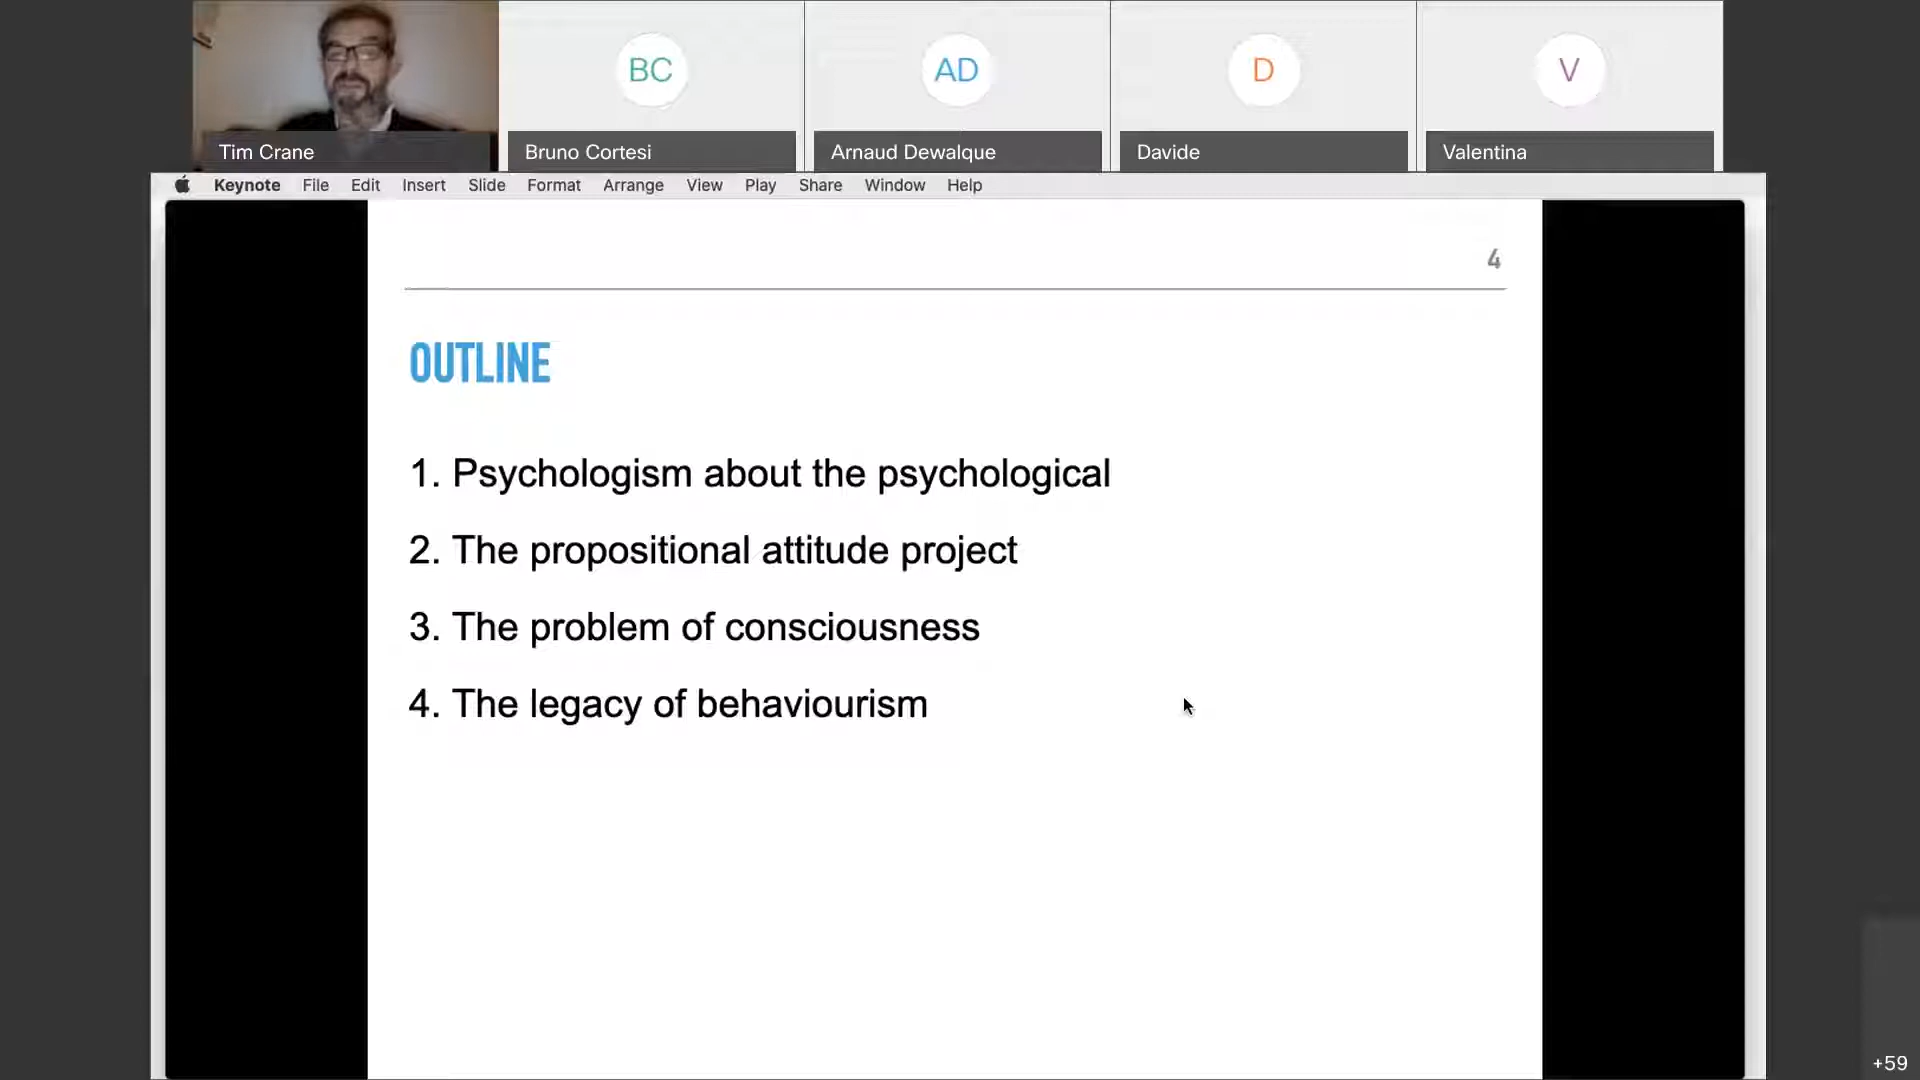 BC
AD
D
V
Tim Crane
Bruno Cortesi
Arnaud Dewalque
Davide
Valentina
Keynote File Edit Insert Slide Format Arrange View Play Share Window Help
4
OUTLINE
1. Psychologism about the psychological
2. The propositional attitude project
3. The problem of consciousness
4. The legacy of behaviourism
+59